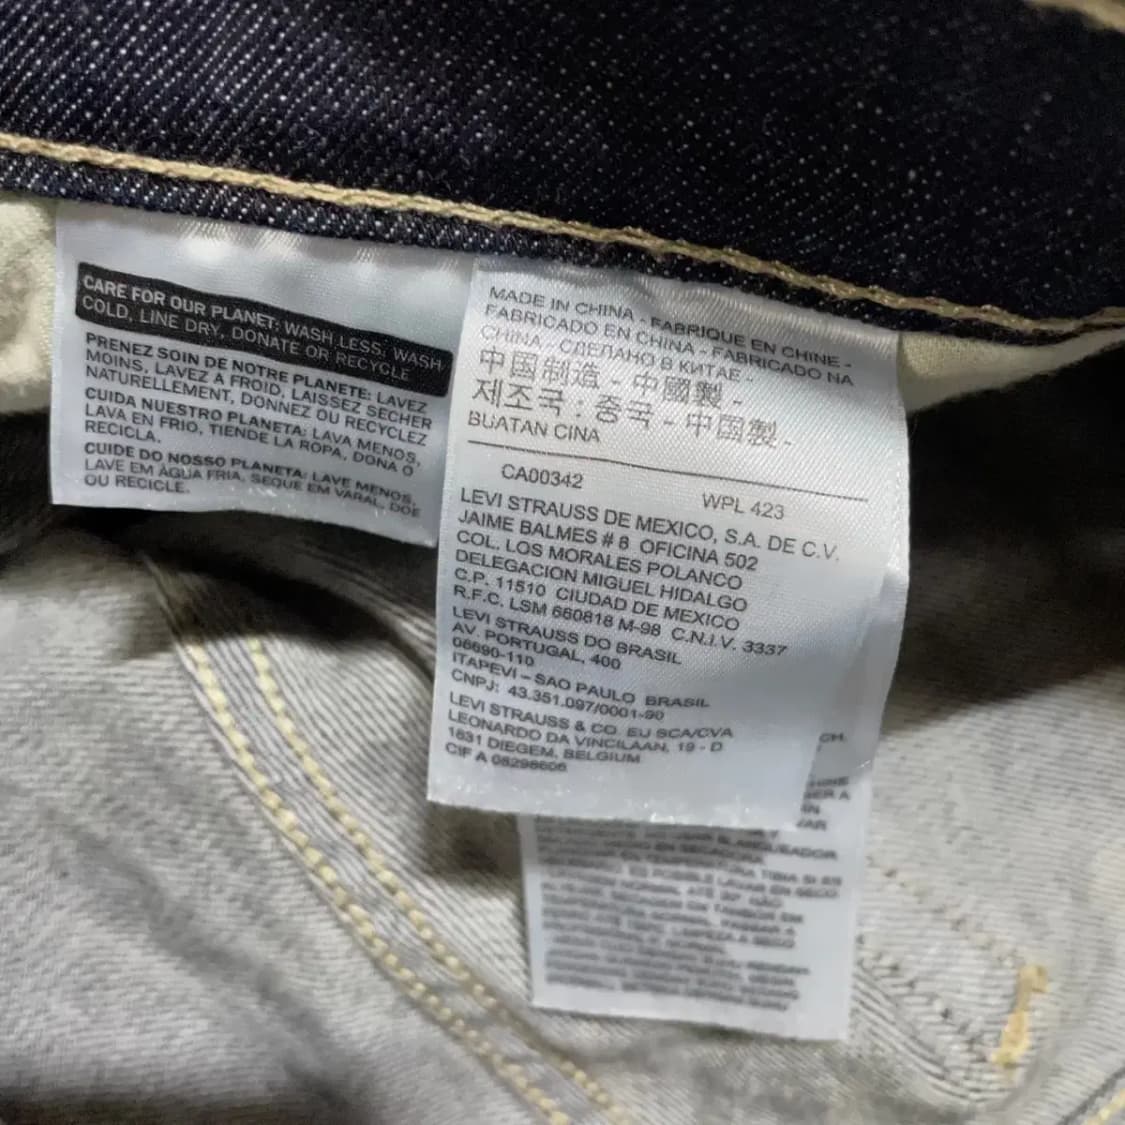 CARE FOR OUR PLANET: WASH LESS, WASH
COLD, LINE DRY, DONATE OR RECYCLE
PRENEZ SOIN DE NOTRE PLANETE: LAVEZ
MOINS, LAVEZ À FROID, LAISSEZ SECHER
NATURELLEMENT, DONNEZ OU RECYCLEZ
CUIDA NUESTRO PLANETA: LAVA MENOS,
LAVA EN FRIO, TIENDE LA ROPA, DONA O
RECICLA.
CUIDE DO NOSSO PLANETA: LAVE MENOS,
LAVE EM ÀGUA FRIA, SEQUE EM VARAL, DOE
OU RECICLE.
MADE IN CHINA - FABRIQUE EN CHINE -
FABRICADO EN CHINA - FABRICADO NA
CHINA - СДЕЛАНО В КИТАЕ -
中国制造 - 中國製 -
제조국 : 중국 - 中国製 -
BUATAN CINA
CA00342 WPL 423
LEVI STRAUSS DE MEXICO, S.A. DE C.V.
JAIME BALMES # 8 OFICINA 502
COL. LOS MORALES POLANCO
DELEGACION MIGUEL HIDALGO
C.P. 11510 CIUDAD DE MEXICO
R.F.C. LSM 660818 M-98 C.N.I.V. 3337
LEVI STRAUSS DO BRASIL
AV. PORTUGAL, 400
06690-110
ITAPEVI – SAO PAULO BRASIL
CNPJ: 43.351.097/0001-90
LEVI STRAUSS & CO. EU SCA/CVA
LEONARDO DA VINCILAAN, 19 - D
1831 DIEGEM, BELGIUM
CIF A 08298606